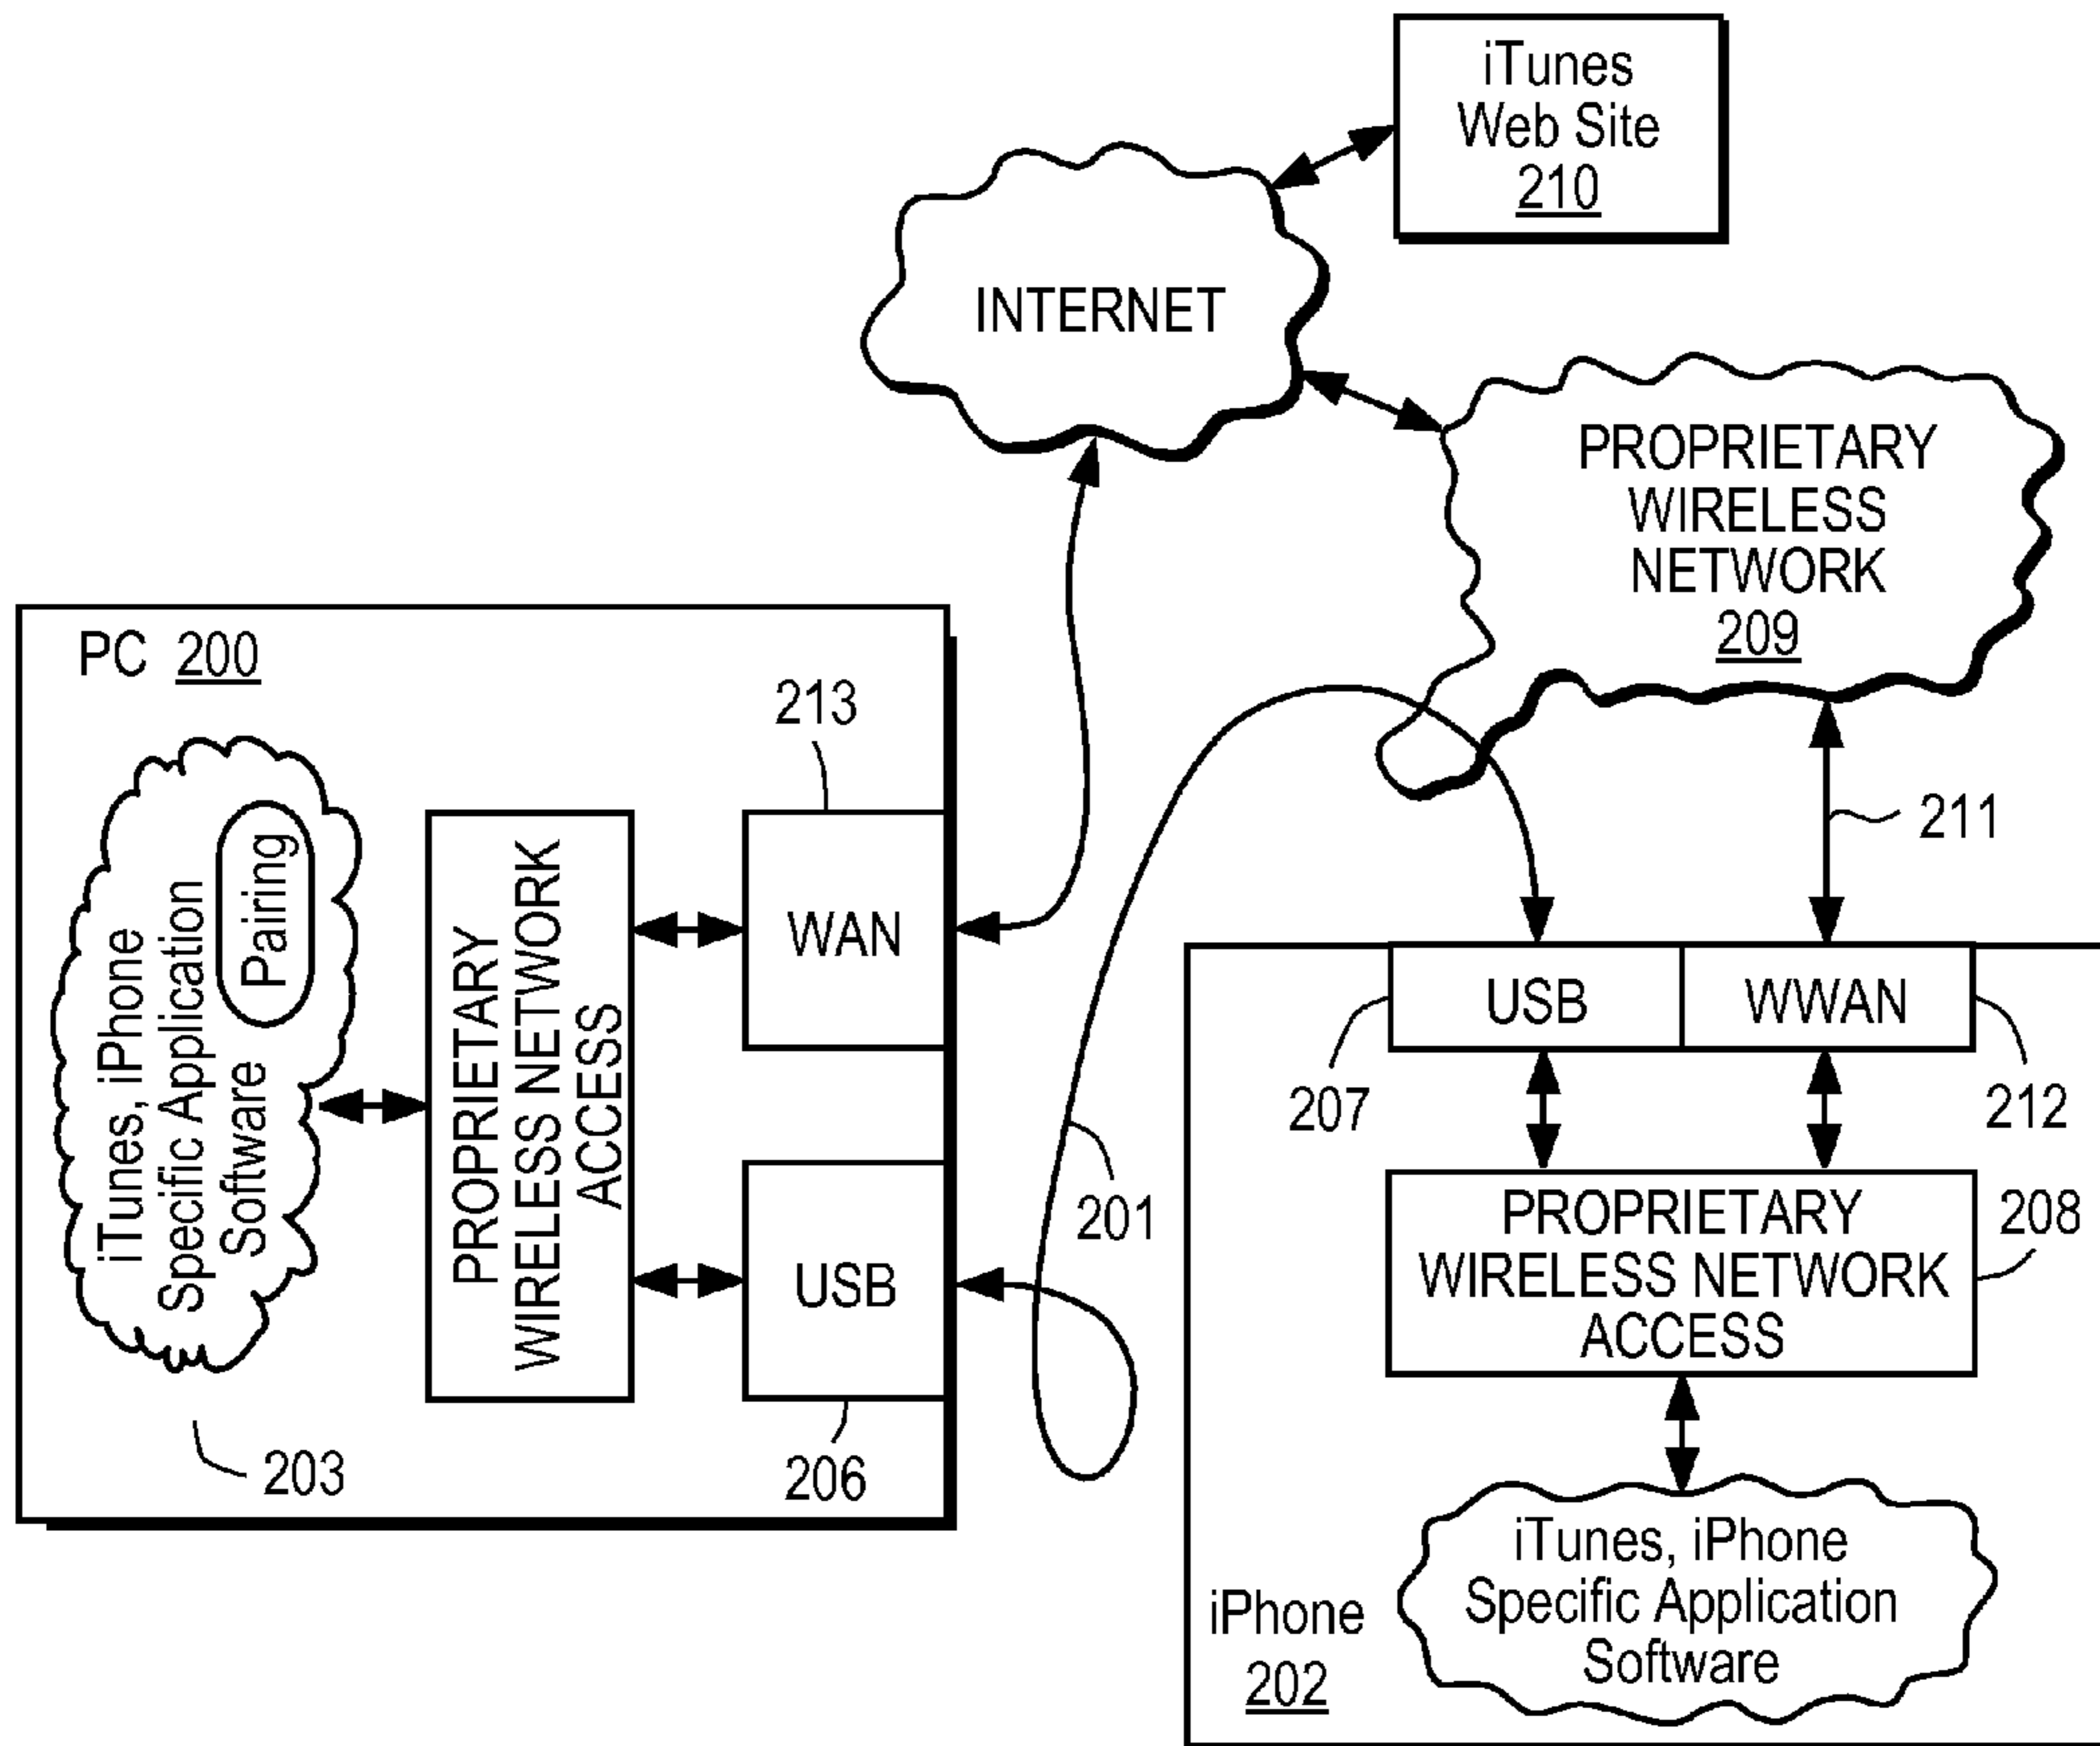 iTunes
Web Site
210
INTERNET
PROPRIETARY
WIRELESS
NETWORK
209
PC 200
213
iTunes, iPhone
Specific Application
Software
Pairing
PROPRIETARY
WIRELESS NETWORK
ACCESS
WAN
USB
203
206
201
211
USB
WWAN
207
212
PROPRIETARY
WIRELESS NETWORK
ACCESS
208
iTunes, iPhone
Specific Application
Software
iPhone
202